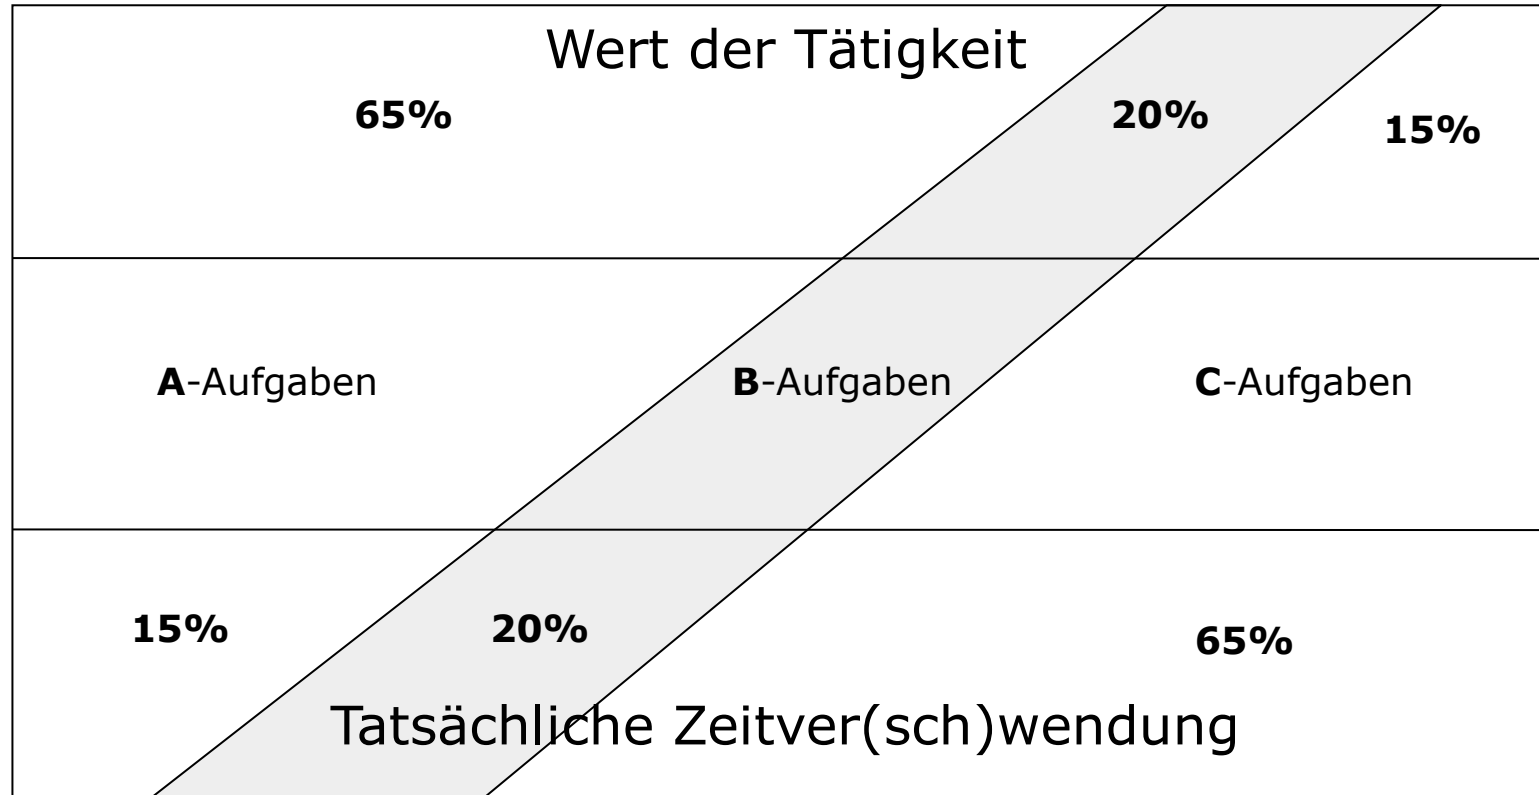 Wert der Tätigkeit
65%
20%
15%
A-Aufgaben
B-Aufgaben
C-Aufgaben
15%
20%
65%
Tatsächliche Zeitver(sch)wendung